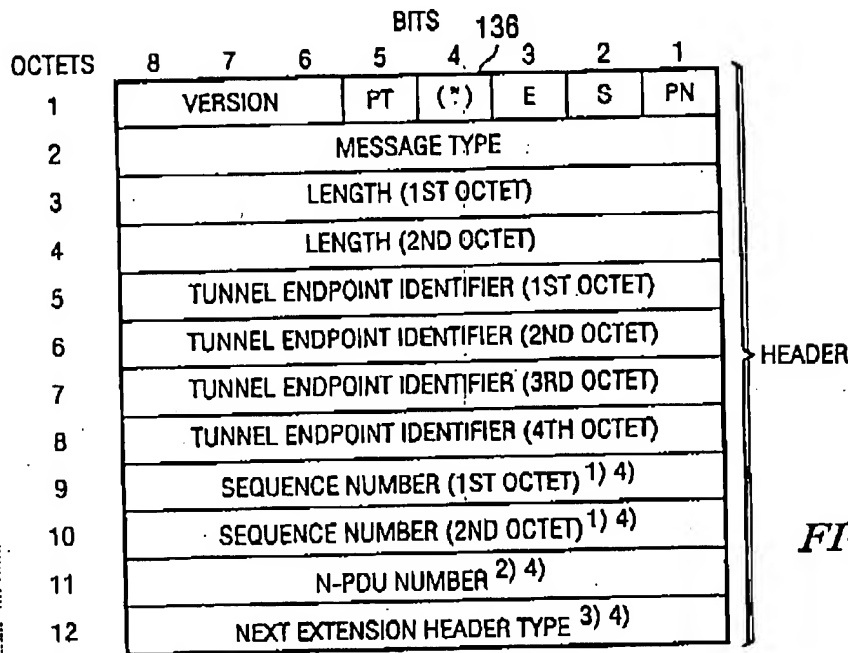 BITS
136
OCTETS 8 7 6 5 4 3 2 1
1 VERSION PT (*) E S PN
2 MESSAGE TYPE
3 LENGTH (1ST OCTET)
4 LENGTH (2ND OCTET)
5 TUNNEL ENDPOINT IDENTIFIER (1ST OCTET)
6 TUNNEL ENDPOINT IDENTIFIER (2ND OCTET)
7 TUNNEL ENDPOINT IDENTIFIER (3RD OCTET)
8 TUNNEL ENDPOINT IDENTIFIER (4TH OCTET)
HEADER
9 SEQUENCE NUMBER (1ST OCTET) 1) 4)
10 SEQUENCE NUMBER (2ND OCTET) 1) 4)
11 N-PDU NUMBER 2) 4)
12 NEXT EXTENSION HEADER TYPE 3) 4)